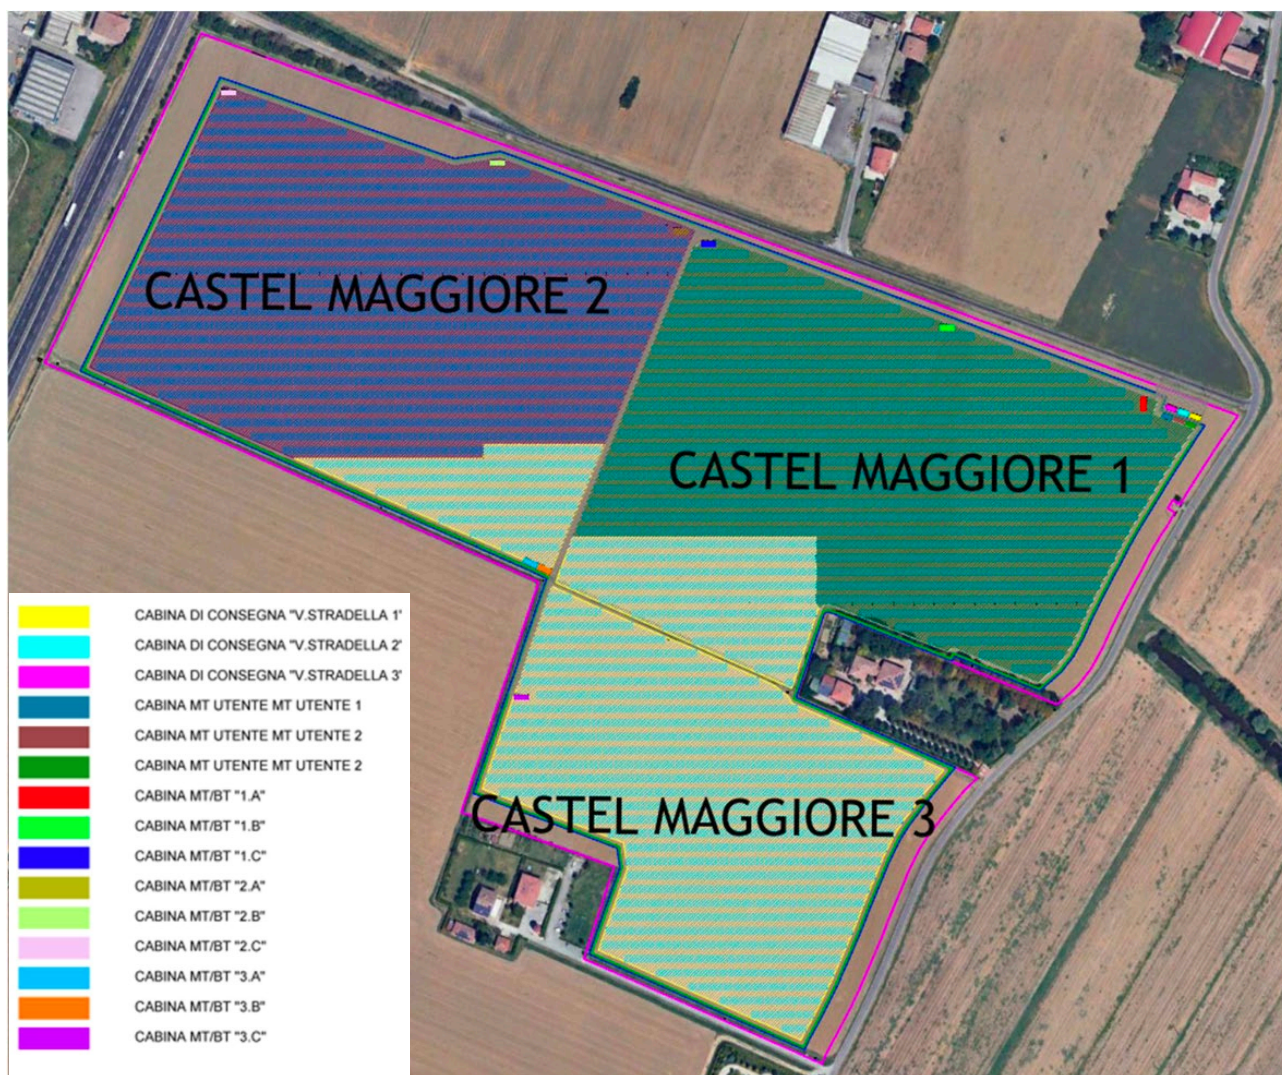 CASTEL MAGGIORE 2
CASTEL MAGGIORE 1
CASTEL MAGGIORE 3
CABINA DI CONSEGNA "V.STRADELLA 1'
CABINA DI CONSEGNA "V.STRADELLA 2'
CABINA DI CONSEGNA "V.STRADELLA 3'
CABINA MT UTENTE MT UTENTE 1
CABINA MT UTENTE MT UTENTE 2
CABINA MT UTENTE MT UTENTE 2
CABINA MT/BT "1.A"
CABINA MT/BT "1.B"
CABINA MT/BT "1.C"
CABINA MT/BT "2.A"
CABINA MT/BT "2.B"
CABINA MT/BT "2.C"
CABINA MT/BT "3.A"
CABINA MT/BT "3.B"
CABINA MT/BT "3.C"